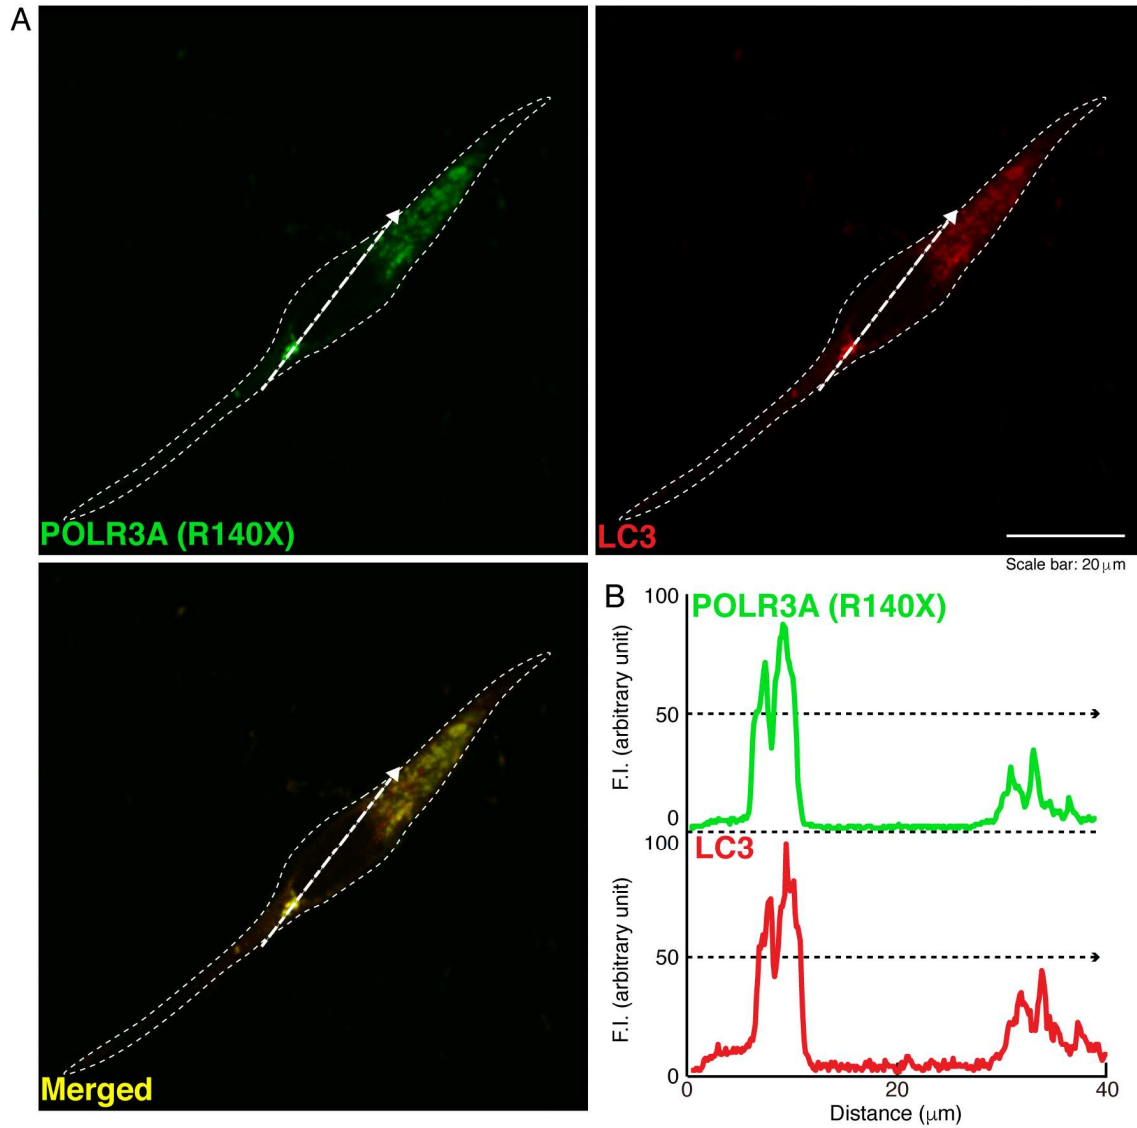 A
POLR3A (R140X)
LC3
Scale bar: 20 μm
Merged
B
POLR3A (R140X)
100
50
0
F.I. (arbitrary unit)
LC3
100
50
0
F.I. (arbitrary unit)
0
20
40
Distance (μm)